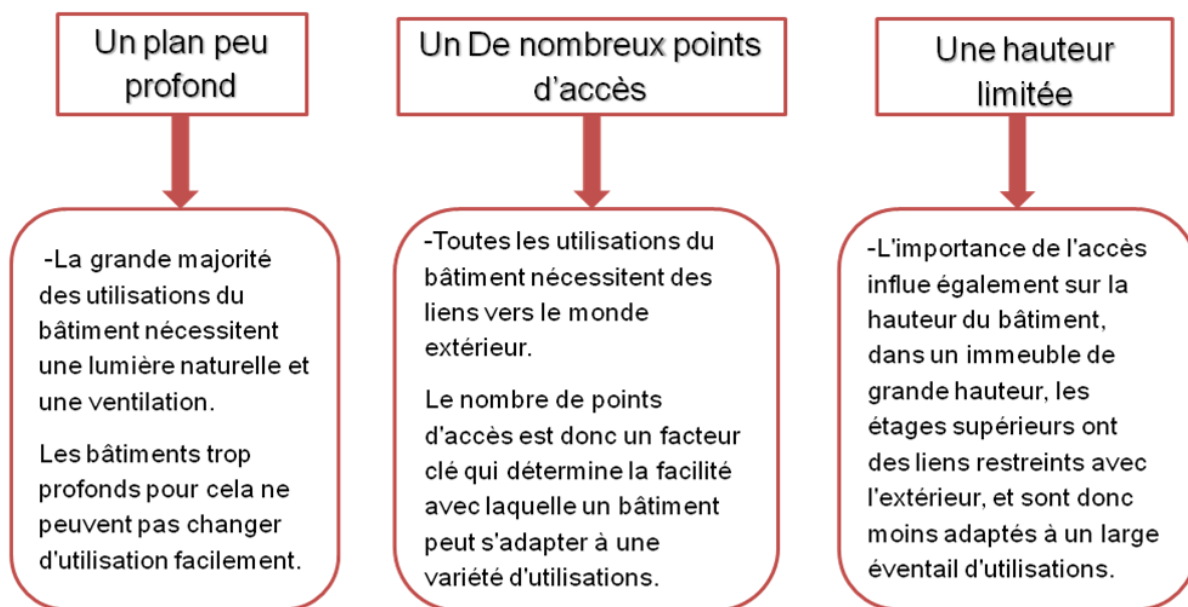 Un plan peu
profond
-La grande majorité
des utilisations du
bâtiment nécessitent
une lumière naturelle et
une ventilation.
Les bâtiments trop
profonds pour cela ne
peuvent pas changer
d'utilisation facilement.
Un De nombreux points
d’accès
-Toutes les utilisations du
bâtiment nécessitent des
liens vers le monde
extérieur.
Le nombre de points
d'accès est donc un facteur
clé qui détermine la facilité
avec laquelle un bâtiment
peut s'adapter à une
variété d'utilisations.
Une hauteur
limitée
-L'importance de l'accès
influe également sur la
hauteur du bâtiment,
dans un immeuble de
grande hauteur, les
étages supérieurs ont
des liens restreints avec
l'extérieur, et sont donc
moins adaptés à un large
éventail d'utilisations.